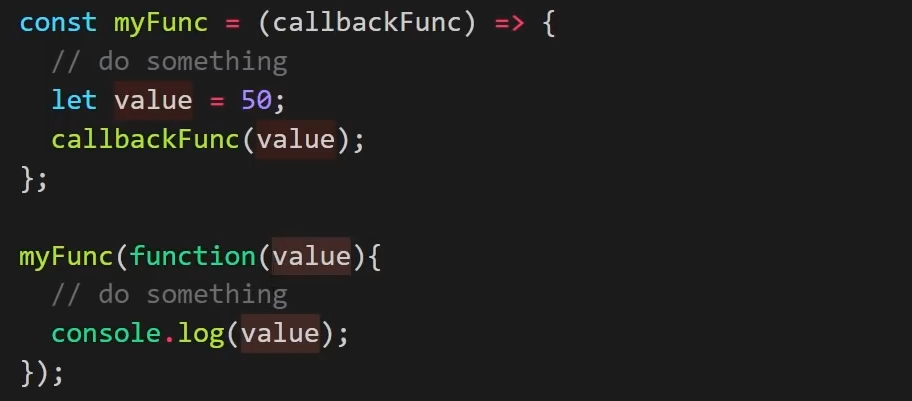 const myFunc = (callbackFunc) => {
  // do something
  let value = 50;
  callbackFunc(value);
};

myFunc(function(value){
  // do something
  console.log(value);
});